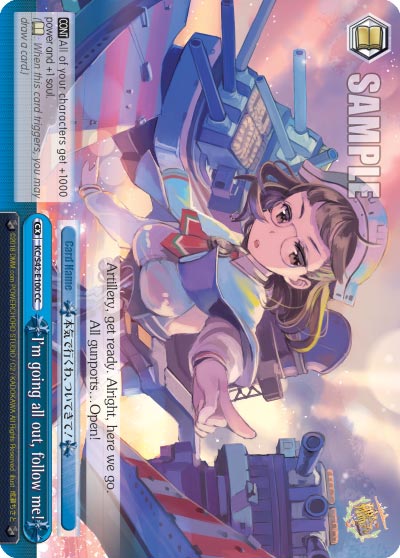 SAMPLE
Artillery, get ready. Alright, here we go.
All gunports... Open!
[CONT] All of your characters get +1000
power and +1 soul.
(When this card triggers, you may
draw a card.)
Card Name
本気で行くわ、ついてきて!
CX
KC/S42-E100 CC
I'm going all out, follow me!